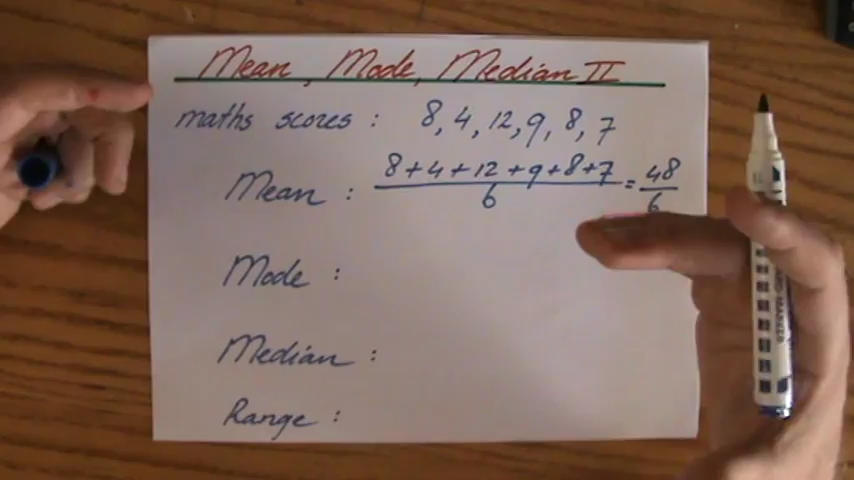 Mean, Mode, Median II
maths scores : 8, 4, 12, 9, 8, 7
Mean : 8+4+12+9+8+7 / 6 = 48 / 6
Mode :
Median :
Range :